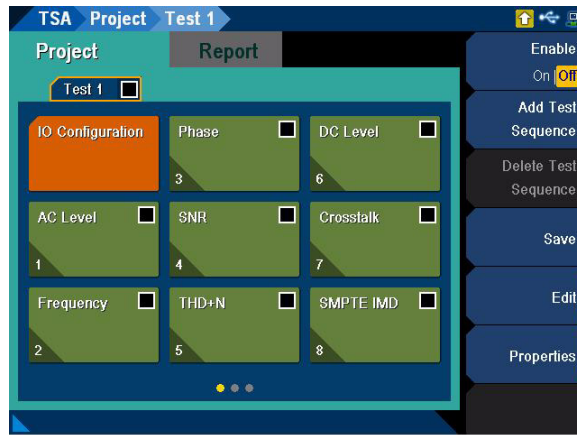 TSA Project Test 1
Project Report
Test 1
IO Configuration
Phase
3
DC Level
6
AC Level
1
SNR
4
Crosstalk
7
Frequency
2
THD+N
5
SMPTE IMD
8
Enable
On | Off
Add Test
Sequence
Delete Test
Sequence
Save
Edit
Properties